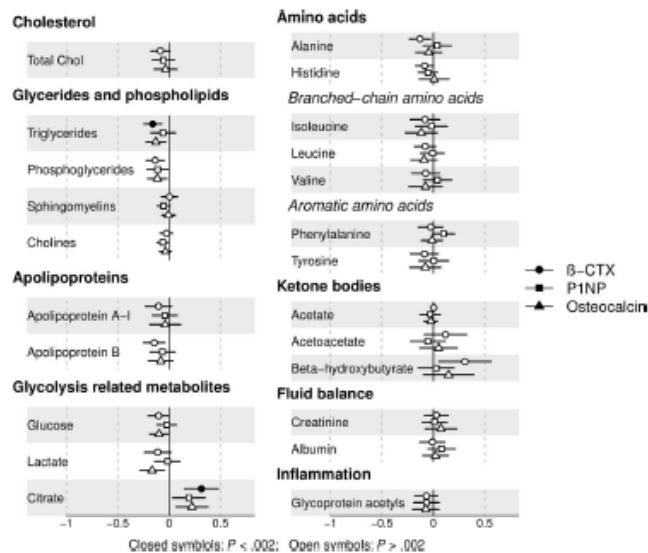 Cholesterol
Total Chol
Glycerides and phospholipids
Triglycerides
Phosphoglycerides
Sphingomyelins
Cholines
Apolipoproteins
Apolipoprotein A-I
Apolipoprotein B
Glycolysis related metabolites
Glucose
Lactate
Citrate
-1 -0.5 0 0.5
Amino acids
Alanine
Histidine
Branched-chain amino acids
Isoleucine
Leucine
Valine
Aromatic amino acids
Phenylalanine
Tyrosine
Ketone bodies
Acetate
Acetoacetate
Beta-hydroxybutyrate
Fluid balance
Creatinine
Albumin
Inflammation
Glycoprotein acetyls
-1 -0.5 0 0.5
ß-CTX
P1NP
Osteocalcin
Closed symblols: P < .002; Open symbols: P > .002